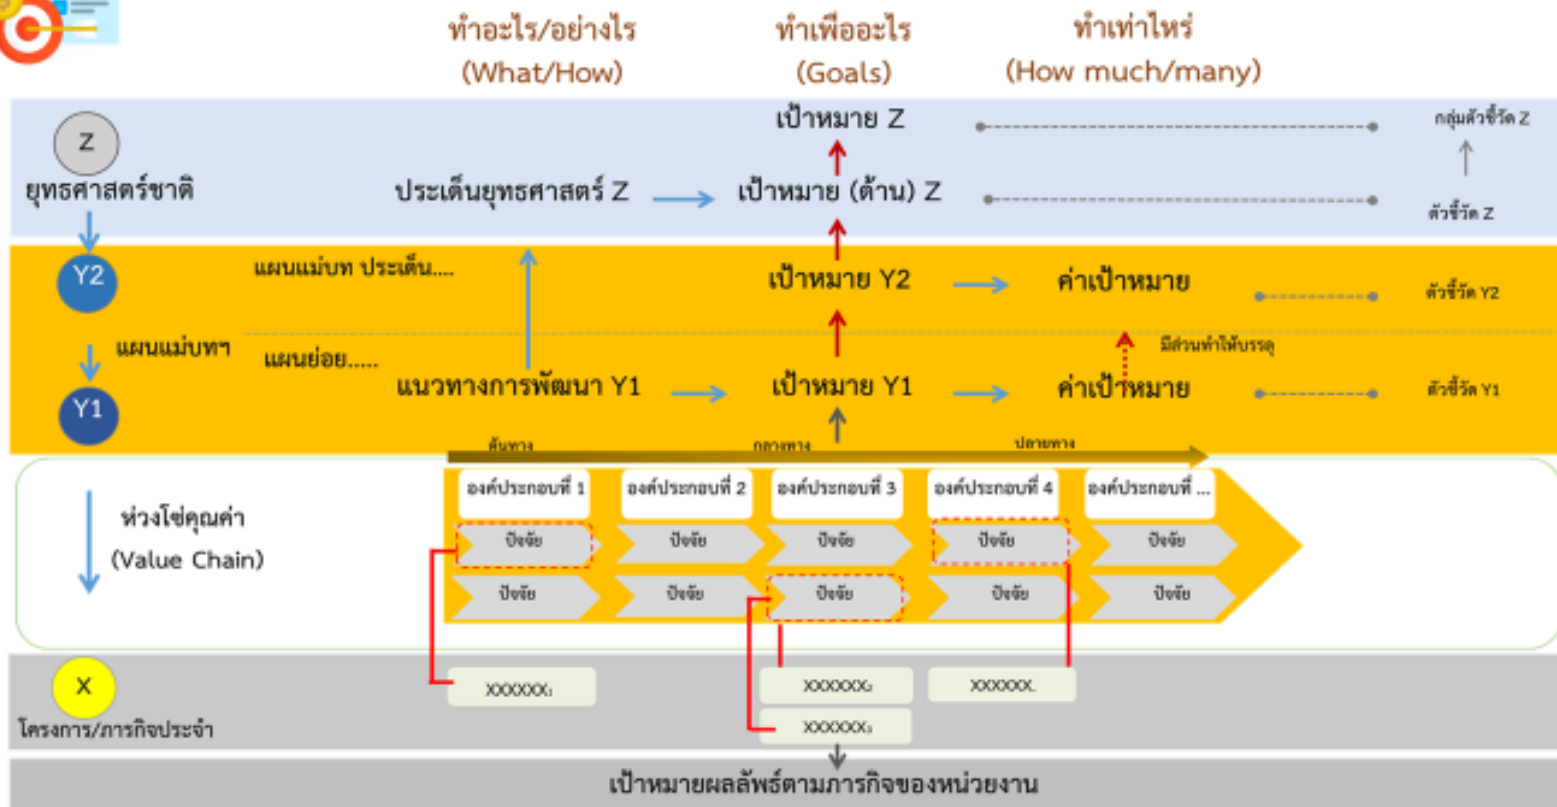 ทำอะไร/อย่างไร
(What/How)
ทำเพื่ออะไร
(Goals)
ทำเท่าไหร่
(How much/many)
Z
ยุทธศาสตร์ชาติ
เป้าหมาย Z
กลุ่มตัวชี้วัด Z
ประเด็นยุทธศาสตร์ Z
เป้าหมาย (ด้าน) Z
ตัวชี้วัด Z
Y2
แผนแม่บท ประเด็น....
เป้าหมาย Y2
ค่าเป้าหมาย
ตัวชี้วัด Y2
แผนแม่บทฯ
แผนย่อย.....
มีส่วนทำให้บรรลุ
Y1
แนวทางการพัฒนา Y1
เป้าหมาย Y1
ค่าเป้าหมาย
ตัวชี้วัด Y1
ต้นทาง
กลางทาง
ปลายทาง
ห่วงโซ่คุณค่า
(Value Chain)
องค์ประกอบที่ 1
องค์ประกอบที่ 2
องค์ประกอบที่ 3
องค์ประกอบที่ 4
องค์ประกอบที่ ...
ปัจจัย
ปัจจัย
ปัจจัย
ปัจจัย
ปัจจัย
ปัจจัย
ปัจจัย
ปัจจัย
ปัจจัย
ปัจจัย
X
โครงการ/ภารกิจประจำ
XXXXXX₁
XXXXXX₂
XXXXXX..
XXXXXX₃
เป้าหมายผลลัพธ์ตามภารกิจของหน่วยงาน